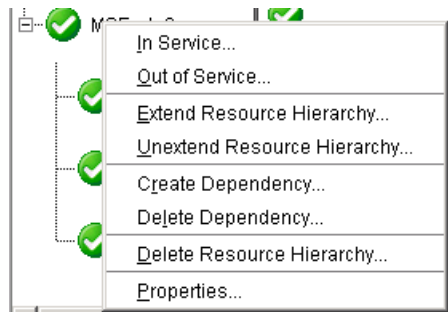 In Service...
Out of Service...
Extend Resource Hierarchy...
Unextend Resource Hierarchy...
Create Dependency...
Delete Dependency...
Delete Resource Hierarchy...
Properties...